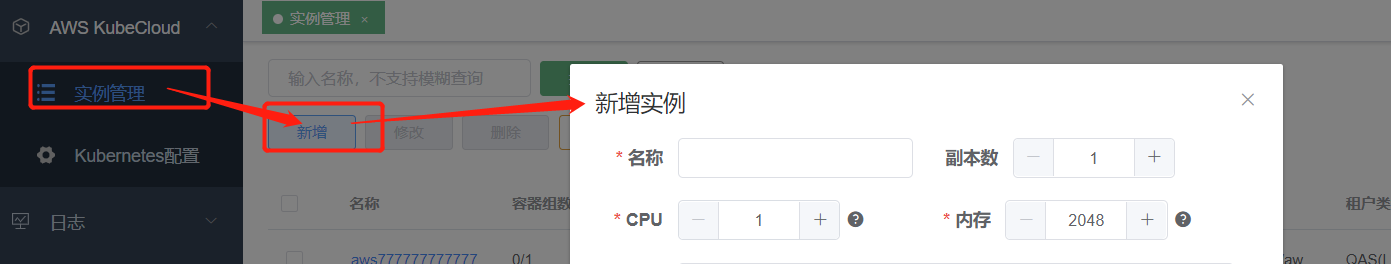 AWS KubeCloud
实例管理
Kubernetes配置
日志
实例管理 ×
输入名称，不支持模糊查询
新增 修改 删除
名称 容器组数 租户类
aws777777777777 0/1 QAS(L
新增实例
* 名称 副本数 — 1 +
* CPU — 1 + ?
* 内存 — 2048 + ?